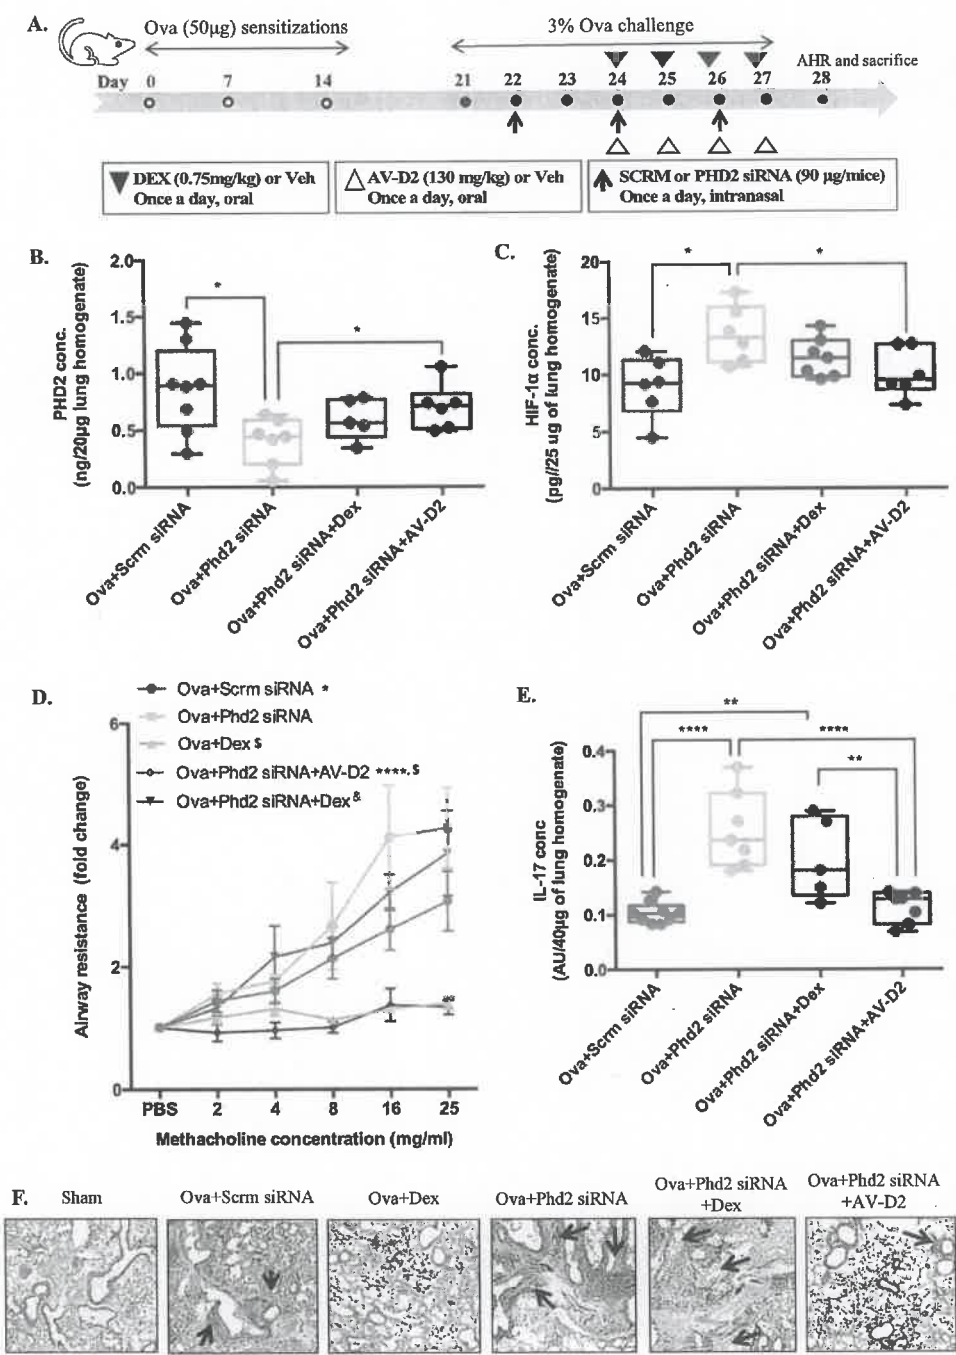 A.
Ova (50µg) sensitizations
3% Ova challenge
AHR and sacrifice
Day 0 7 14 21 22 23 24 25 26 27 28
DEX (0.75mg/kg) or Veh
Once a day, oral
AV-D2 (130 mg/kg) or Veh
Once a day, oral
SCRM or PHD2 siRNA (90 µg/mice)
Once a day, intranasal
B.
PHD2 conc.
(ng/20µg lung homogenate)
2.0
1.5
1.0
0.5
0.0
*
*
Ova+Scrm siRNA
Ova+Phd2 siRNA
Ova+Phd2 siRNA+Dex
Ova+Phd2 siRNA+AV-D2
C.
HIF-1α conc.
(pg//25 ug of lung homogenate)
20
15
10
5
0
*
*
Ova+Scrm siRNA
Ova+Phd2 siRNA
Ova+Phd2 siRNA+Dex
Ova+Phd2 siRNA+AV-D2
D.
Ova+Scrm siRNA *
Ova+Phd2 siRNA
Ova+Dex $
Ova+Phd2 siRNA+AV-D2 ****,$
Ova+Phd2 siRNA+Dex &
Airway resistance (fold change)
6
4
2
0
PBS 2 4 8 16 25
Methacholine concentration (mg/ml)
E.
IL-17 conc
(AU/40µg of lung homogenate)
0.4
0.3
0.2
0.1
0.0
**
****
****
**
Ova+Scrm siRNA
Ova+Phd2 siRNA
Ova+Phd2 siRNA+Dex
Ova+Phd2 siRNA+AV-D2
F.
Sham
Ova+Scrm siRNA
Ova+Dex
Ova+Phd2 siRNA
Ova+Phd2 siRNA
+Dex
Ova+Phd2 siRNA
+AV-D2